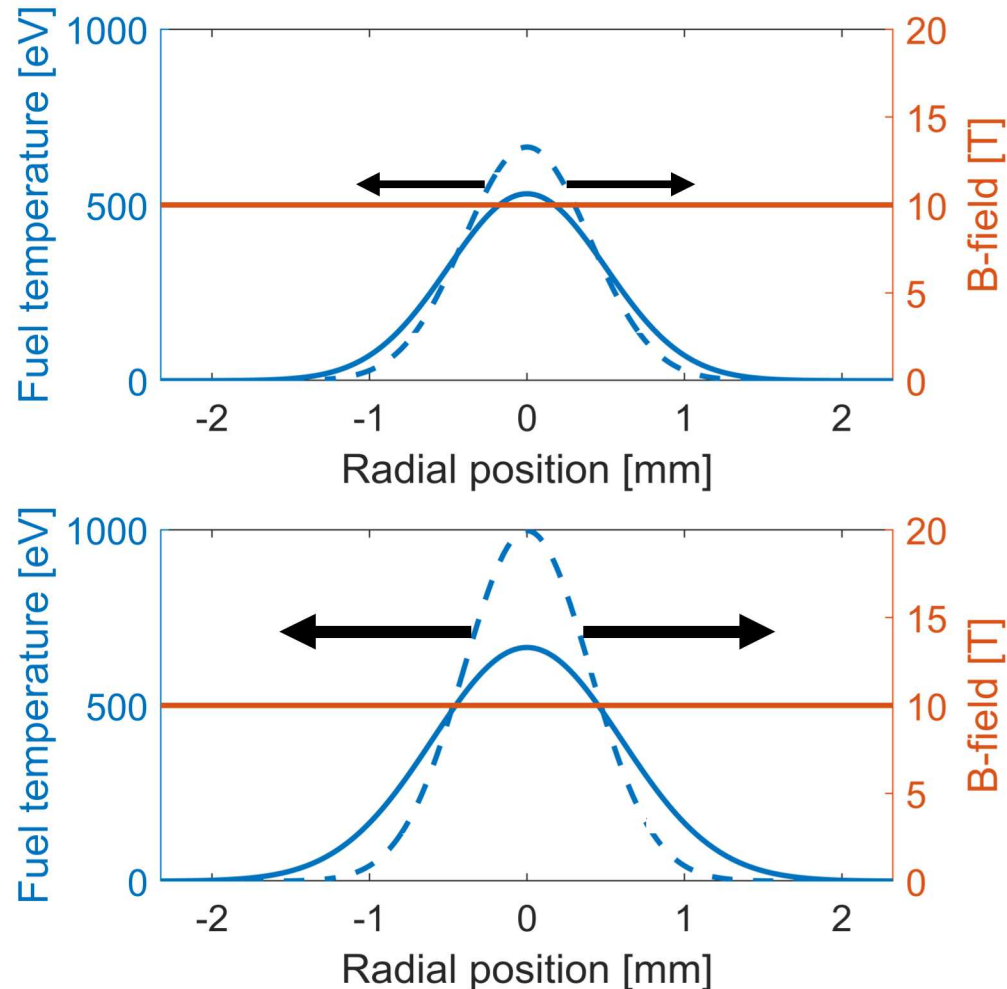 Fuel temperature [eV]
1000
500
0
20
15
10
5
0
B-field [T]
-2 -1 0 1 2
Radial position [mm]
Fuel temperature [eV]
1000
500
0
20
15
10
5
0
B-field [T]
-2 -1 0 1 2
Radial position [mm]